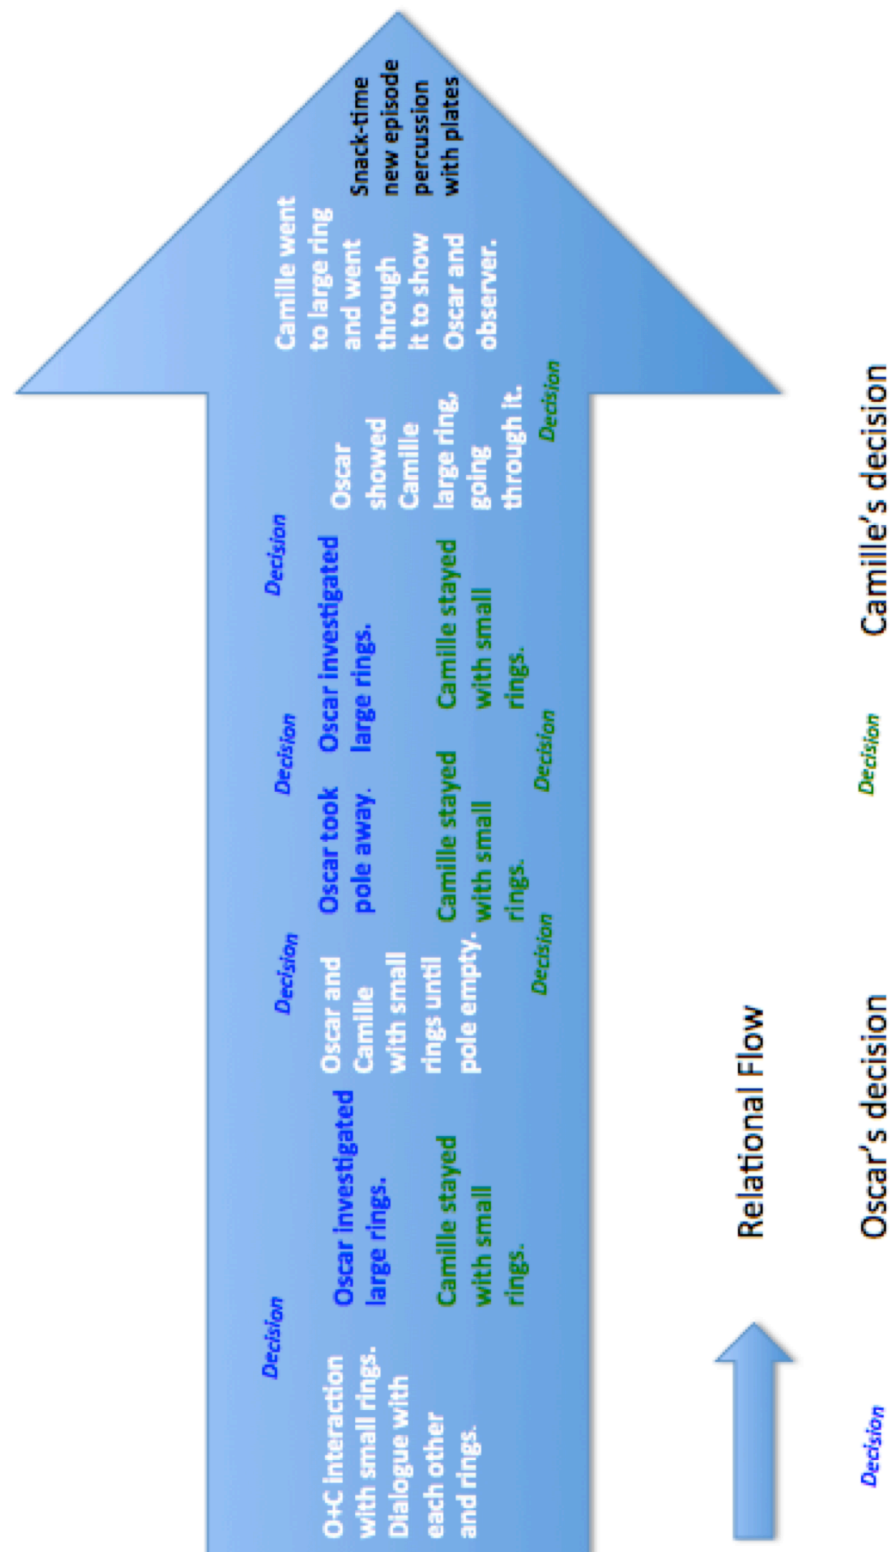 O+C interaction
with small rings.
Dialogue with
each other
and rings.
Decision
Oscar investigated
large rings.
Camille stayed
with small
rings.
Oscar and
Camille
with small
rings until
pole empty.
Decision
Decision
Oscar took
pole away.
Camille stayed
with small
rings.
Decision
Decision
Oscar investigated
large rings.
Camille stayed
with small
rings.
Decision
Oscar
showed
Camille
large ring,
going
through it.
Decision
Camille went
to large ring
and went
through
it to show
Oscar and
observer.
Snack-time
new episode
percussion
with plates
Relational Flow
Decision
Oscar's decision
Decision
Camille's decision